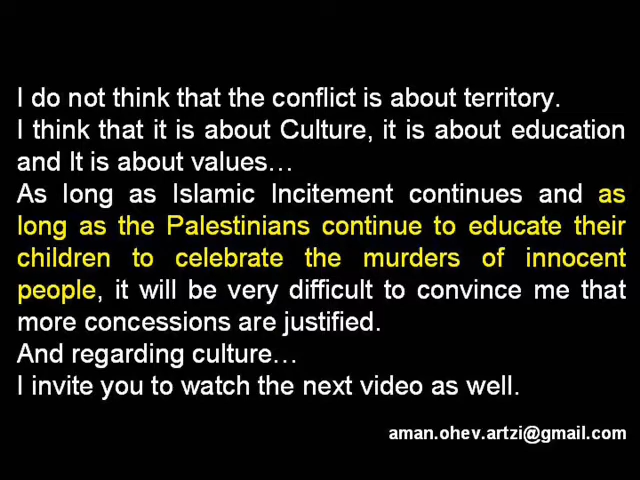 I do not think that the conflict is about territory.
I think that it is about Culture, it is about education
and It is about values…
As long as Islamic Incitement continues and as
long as the Palestinians continue to educate their
children to celebrate the murders of innocent
people, it will be very difficult to convince me that
more concessions are justified.
And regarding culture…
I invite you to watch the next video as well.
aman.ohev.artzi@gmail.com